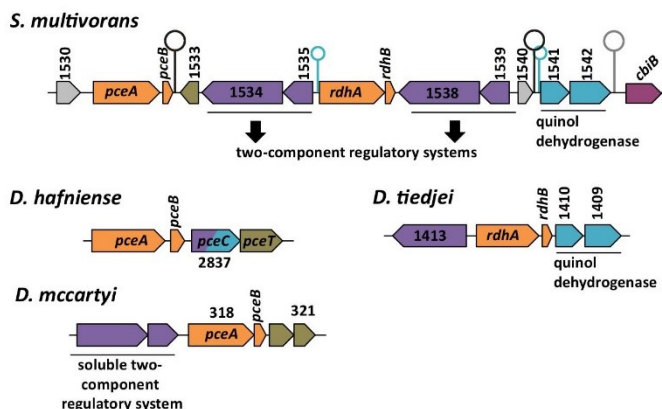 S. multivorans
1530
pceA
pceB
1533
1534
1535
rdhA
rdhB
1538
1539
1540
1541
1542
cbiB
two-component regulatory systems
quinol
dehydrogenase
D. hafniense
pceA
pceB
pceC
pceT
2837
D. tiedjei
1413
rdhA
rdhB
1410
1409
quinol
dehydrogenase
D. mccartyi
318
pceA
pceB
321
soluble two-
component
regulatory system